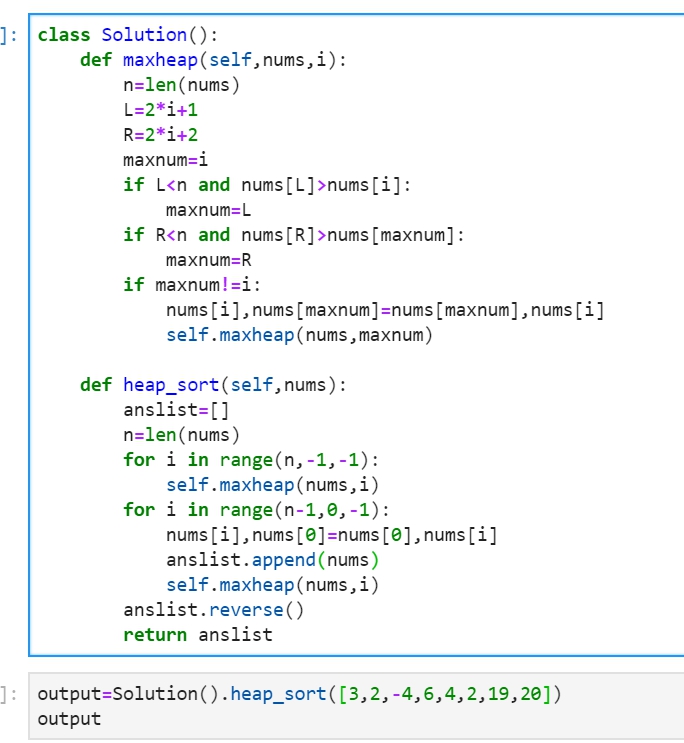 ]: class Solution():
    def maxheap(self,nums,i):
        n=len(nums)
        L=2*i+1
        R=2*i+2
        maxnum=i
        if L<n and nums[L]>nums[i]:
            maxnum=L
        if R<n and nums[R]>nums[maxnum]:
            maxnum=R
        if maxnum!=i:
            nums[i],nums[maxnum]=nums[maxnum],nums[i]
            self.maxheap(nums,maxnum)
    def heap_sort(self,nums):
        anslist=[]
        n=len(nums)
        for i in range(n,-1,-1):
            self.maxheap(nums,i)
        for i in range(n-1,0,-1):
            nums[i],nums[0]=nums[0],nums[i]
            anslist.append(nums)
            self.maxheap(nums,i)
        anslist.reverse()
        return anslist
]: output=Solution().heap_sort([3,2,-4,6,4,2,19,20])
output